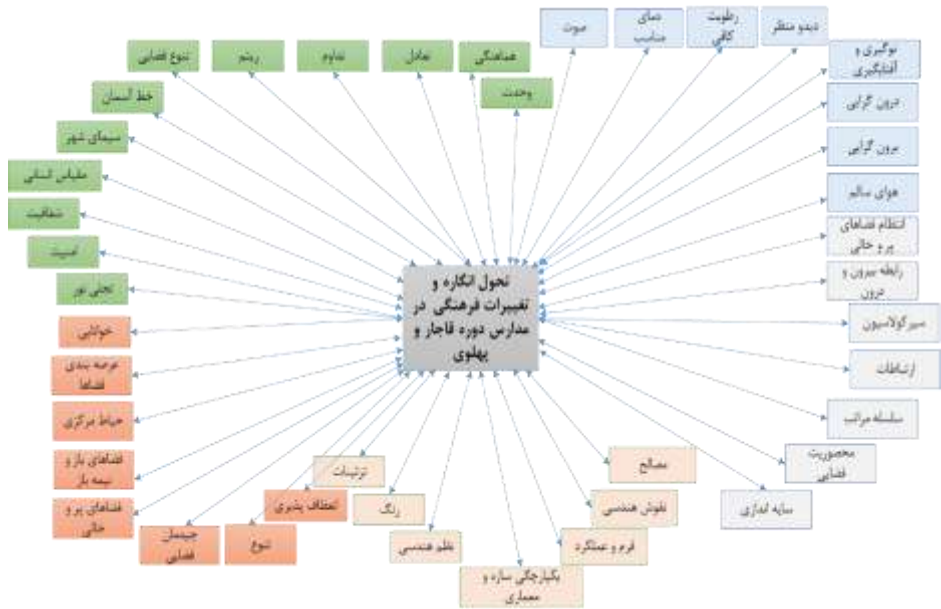 صوت
دمای
مناسب
رطوبت
کافی
دیدو منظر
تنوع فضایی
ریتم
تداوم
تعادل
هماهنگی
وحدت
نوگیری و
آفتابگیری
خط آسمان
درون گرایی
سیمای شهر
برون گرایی
مقیاس انسانی
هوای سالم
شفافیت
انتظام فضاهای
پر و خالی
امنیت
رابطه بیرون و
درون
تجلی نور
تحول انگاره و
تغییرات فرهنگی در
مدارس دوره قاجار و
پهلوی
خوانایی
سیرکولاسیون
عرصه بندی
فضاها
ارتباطات
حیاط مرکزی
سلسله مراتب
فضاهای باز و
نیمه باز
محصوریت
فضایی
فضاهای پر و
خالی
سایه اندازی
چیدمان
فضایی
تنوع
انعطاف پذیری
تزئینات
رنگ
نظم هندسی
یکپارچگی سازه و
معماری
فرم و عملکرد
نقوش هندسی
مصالح